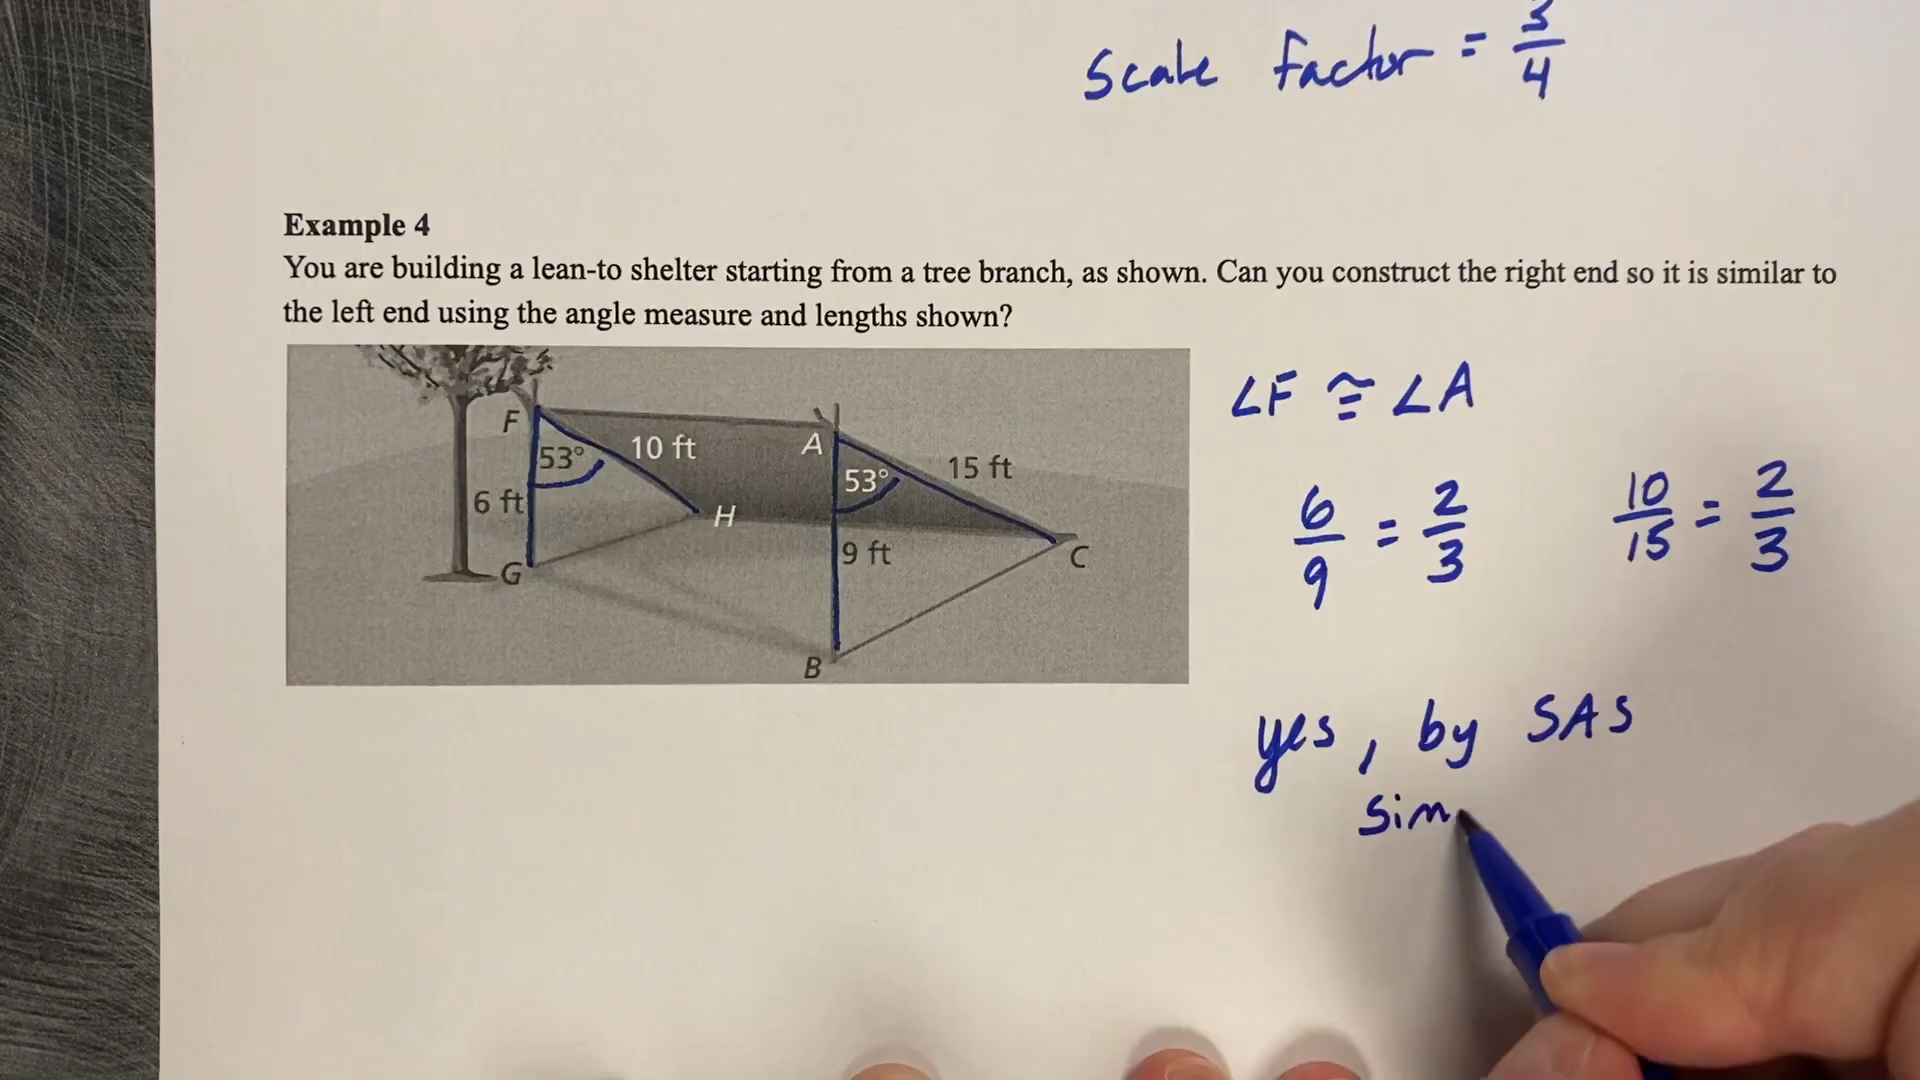 Scale factor = 3/4
Example 4
You are building a lean-to shelter starting from a tree branch, as shown. Can you construct the right end so it is similar to
the left end using the angle measure and lengths shown?
F
53°
10 ft
6 ft
H
G
A
53°
15 ft
9 ft
C
B
∠F ≅ ∠A
6/9 = 2/3
10/15 = 2/3
yes, by SAS
sim